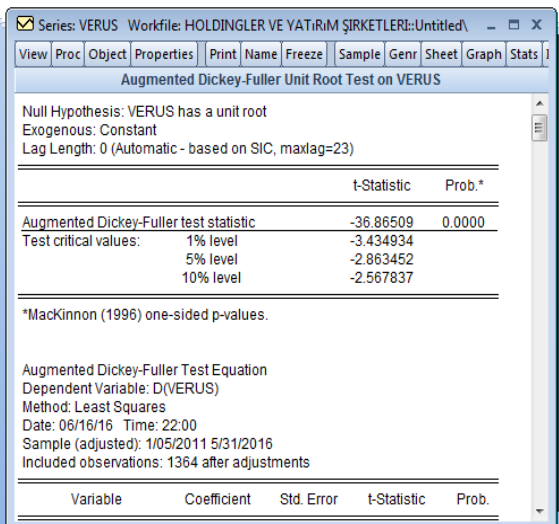 Series: VERUS Workfile: HOLDINGLER VE YATıRıM ŞIRKETLERI::Untitled\
View Proc Object Properties Print Name Freeze Sample Genr Sheet Graph Stats
Augmented Dickey-Fuller Unit Root Test on VERUS
Null Hypothesis: VERUS has a unit root
Exogenous: Constant
Lag Length: 0 (Automatic - based on SIC, maxlag=23)
t-Statistic Prob.*
Augmented Dickey-Fuller test statistic -36.86509 0.0000
Test critical values: 1% level -3.434934
5% level -2.863452
10% level -2.567837
*MacKinnon (1996) one-sided p-values.
Augmented Dickey-Fuller Test Equation
Dependent Variable: D(VERUS)
Method: Least Squares
Date: 06/16/16 Time: 22:00
Sample (adjusted): 1/05/2011 5/31/2016
Included observations: 1364 after adjustments
Variable Coefficient Std. Error t-Statistic Prob.